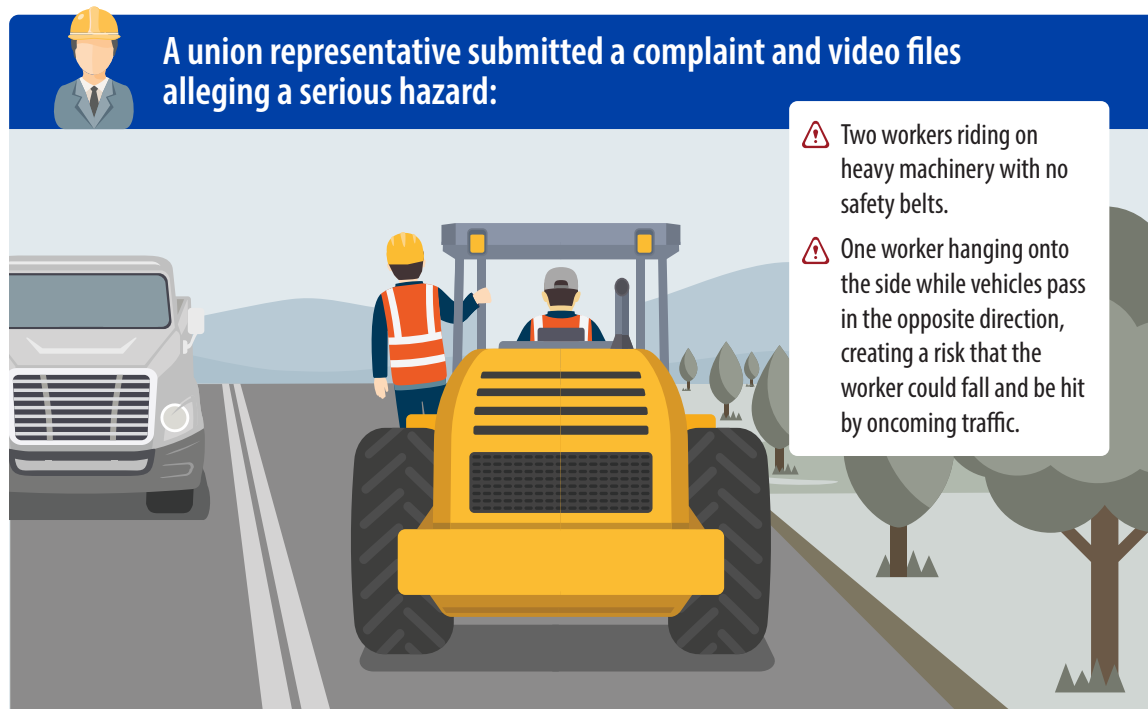 A union representative submitted a complaint and video files
alleging a serious hazard:
Two workers riding on
heavy machinery with no
safety belts.
One worker hanging onto
the side while vehicles pass
in the opposite direction,
creating a risk that the
worker could fall and be hit
by oncoming traffic.